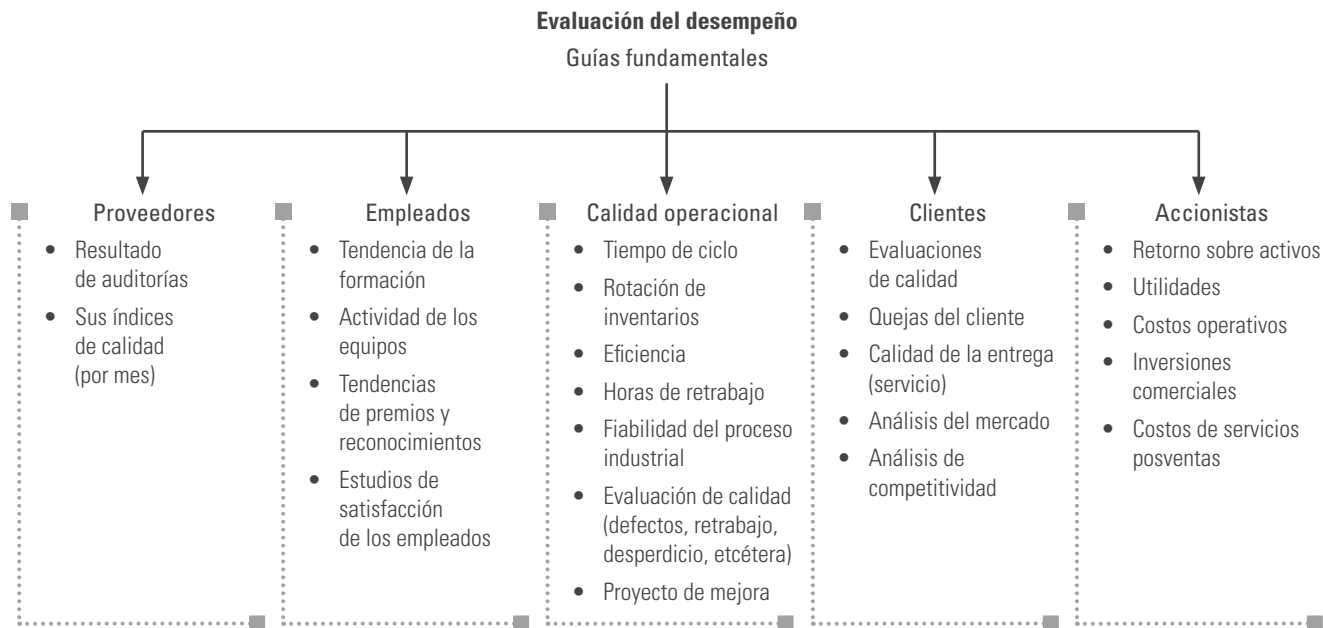 Evaluación del desempeño
Guías fundamentales
Proveedores
• Resultado
de auditorías
• Sus índices
de calidad
(por mes)
Empleados
• Tendencia de la
formación
• Actividad de los
equipos
• Tendencias
de premios y
reconocimientos
• Estudios de
satisfacción
de los empleados
Calidad operacional
• Tiempo de ciclo
• Rotación de
inventarios
• Eficiencia
• Horas de retrabajo
• Fiabilidad del proceso
industrial
• Evaluación de calidad
(defectos, retrabajo,
desperdicio, etcétera)
• Proyecto de mejora
Clientes
• Evaluaciones
de calidad
• Quejas del cliente
• Calidad de la entrega
(servicio)
• Análisis del mercado
• Análisis de
competitividad
Accionistas
• Retorno sobre activos
• Utilidades
• Costos operativos
• Inversiones
comerciales
• Costos de servicios
posventas